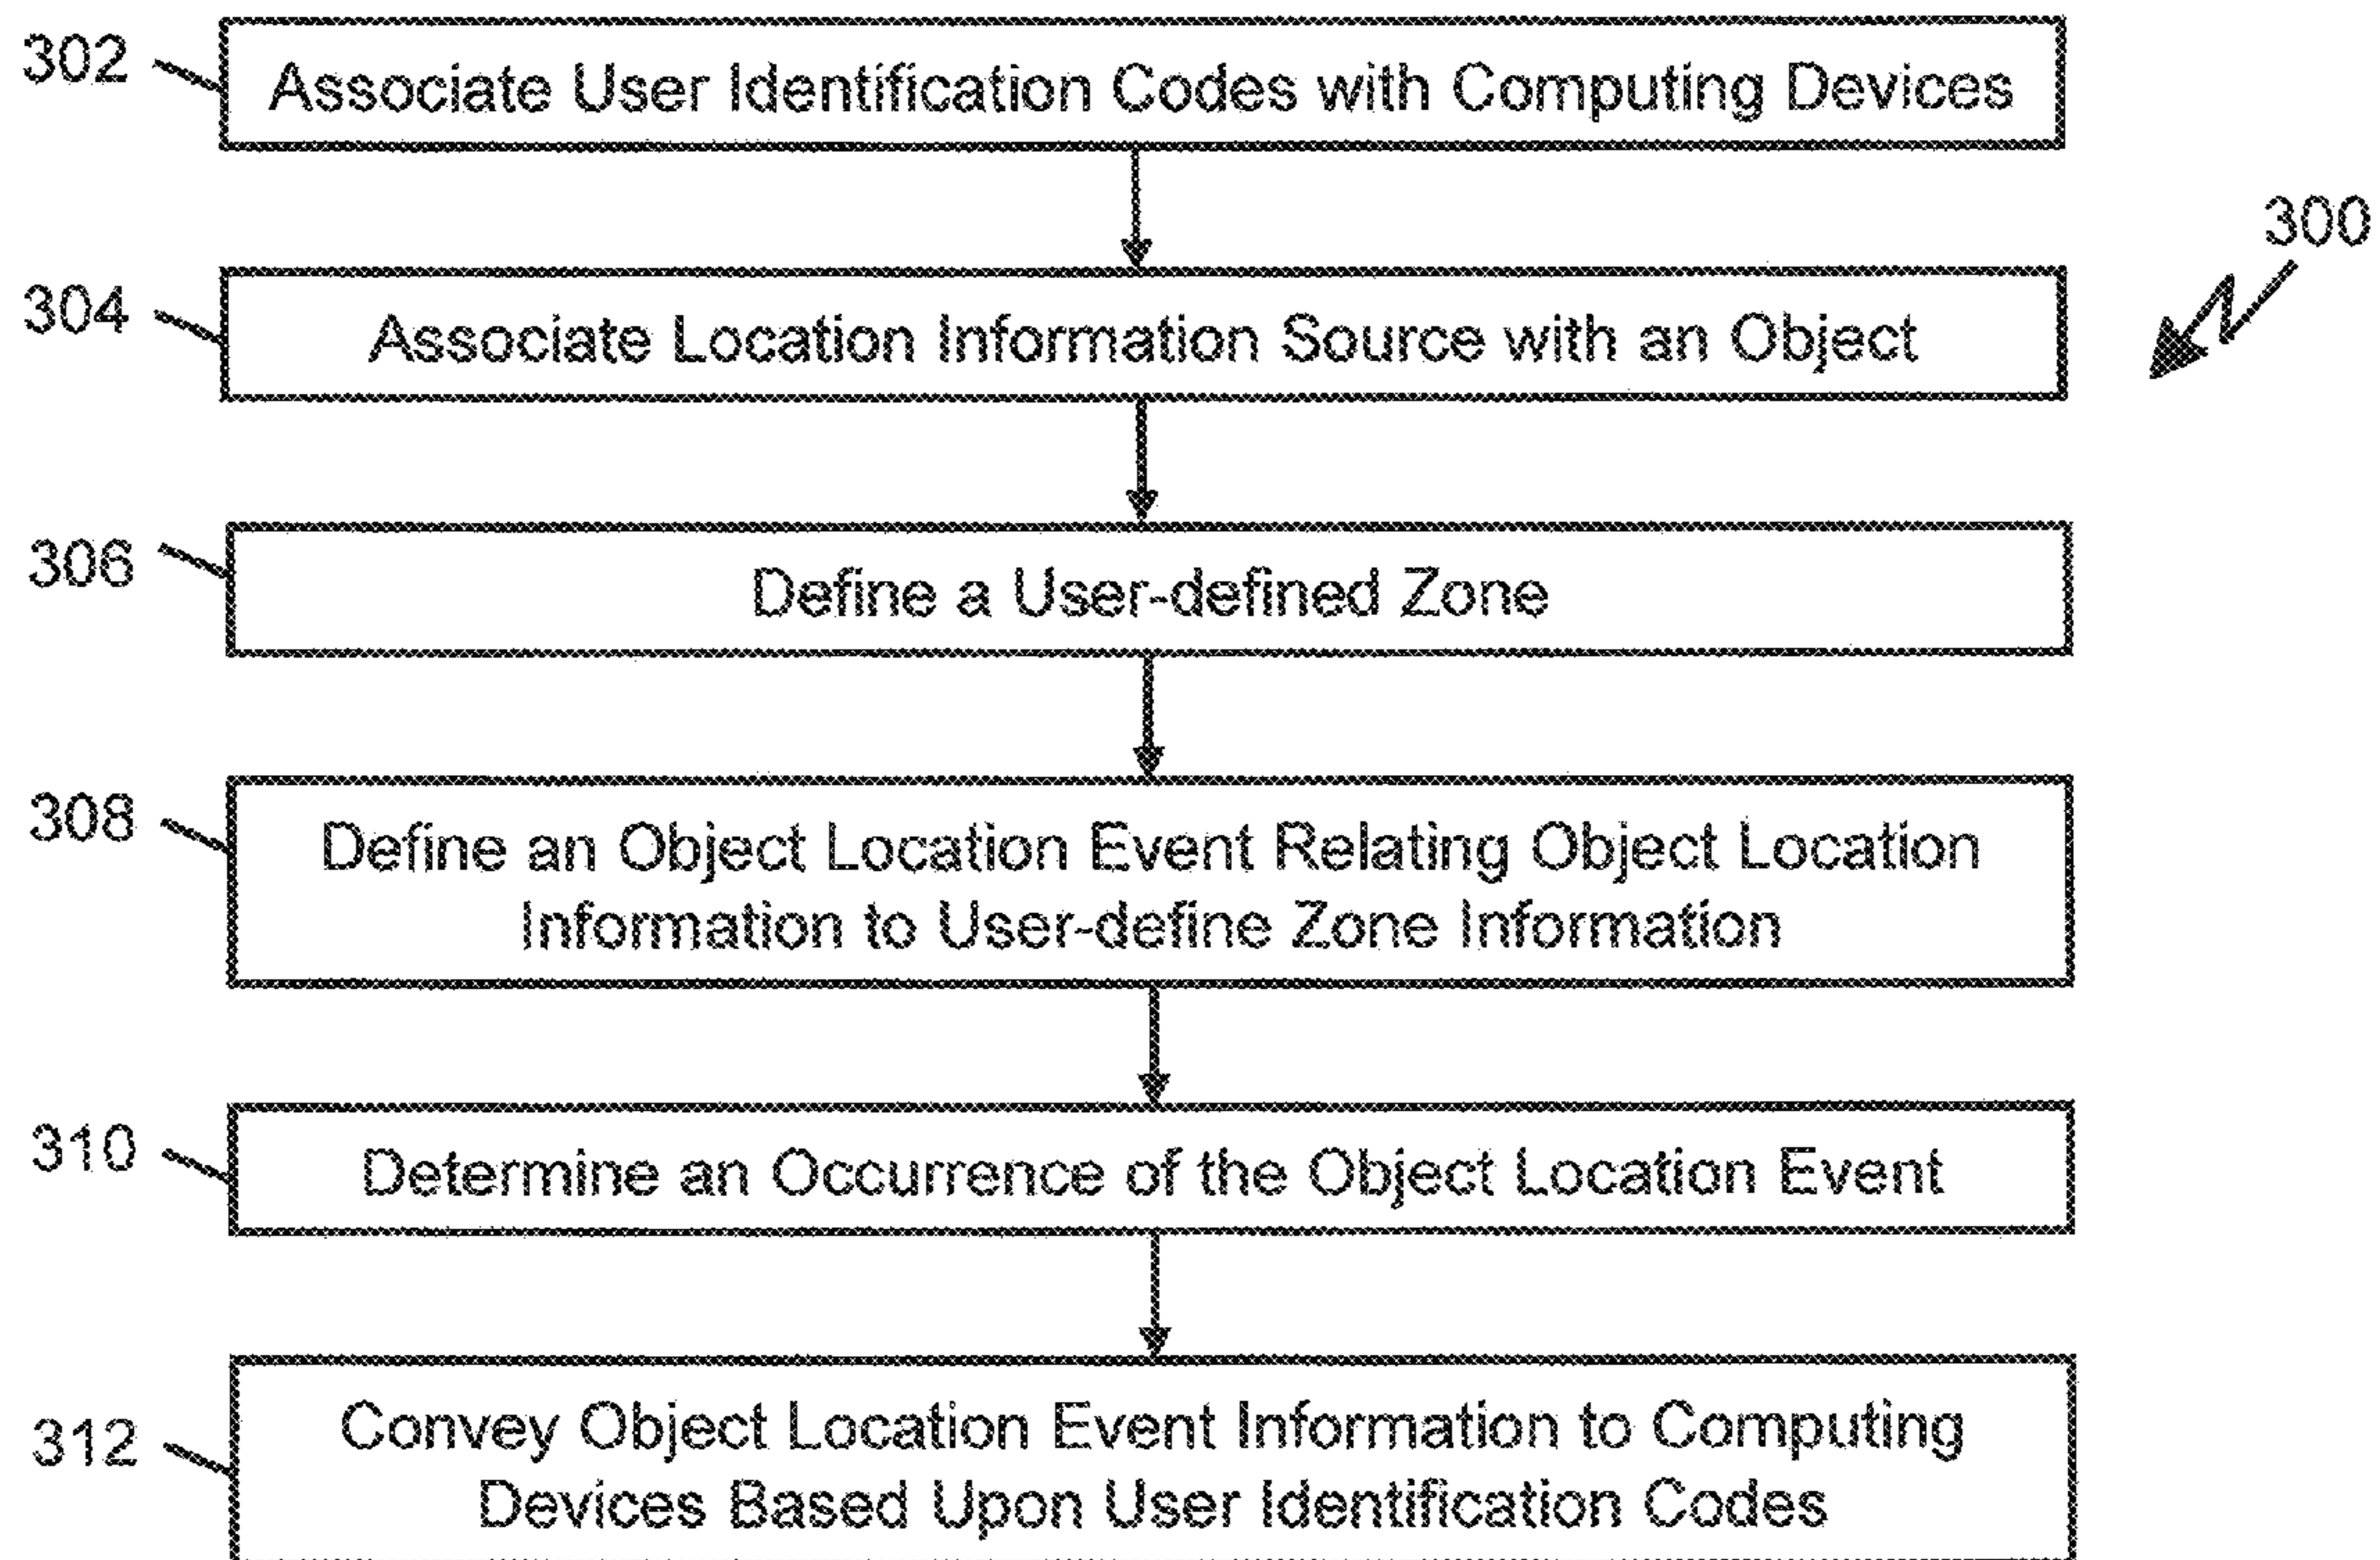 302
Associate User Identification Codes with Computing Devices
300
304
Associate Location Information Source with an Object
306
Define a User-defined Zone
308
Define an Object Location Event Relating Object Location
Information to User-define Zone Information
310
Determine an Occurrence of the Object Location Event
312
Convey Object Location Event Information to Computing
Devices Based Upon User Identification Codes